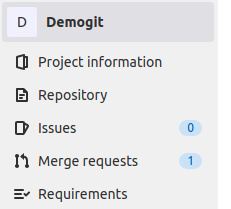 D Demogit
Project information
Repository
Issues 0
Merge requests 1
Requirements